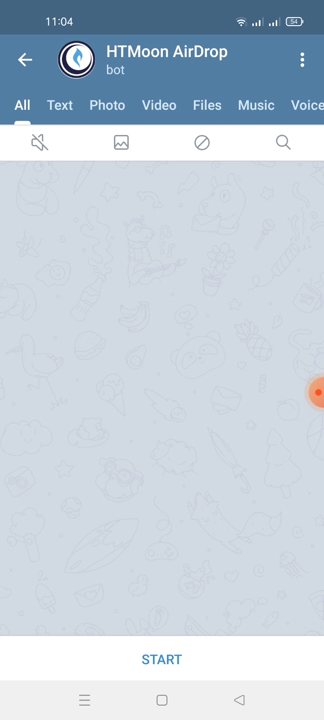 11:04
54
HTMoon AirDrop
bot
All Text Photo Video Files Music Voice
START